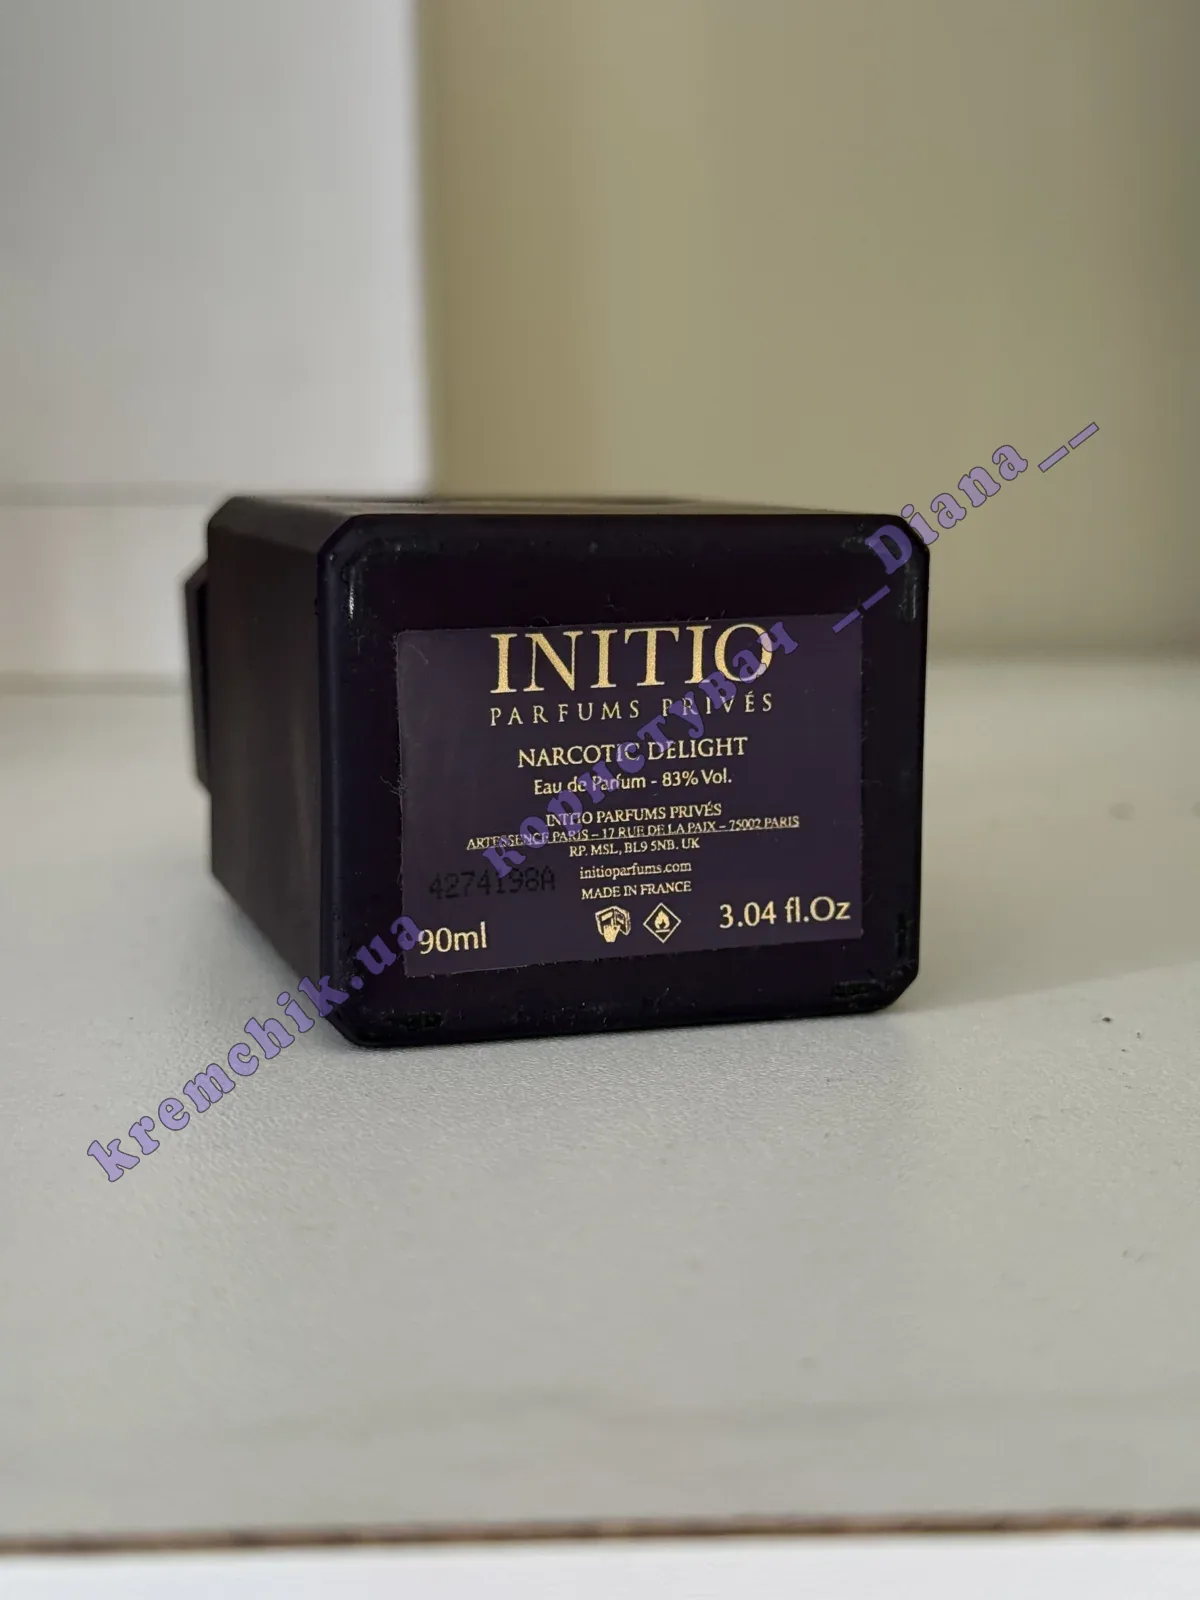 INITIO
PARFUMS PRIVÉS
NARCOTIC DELIGHT
Eau de Parfum - 83% Vol.
INITIO PARFUMS PRIVÉS
ARTESSENCE PARIS – 17 RUE DE LA PAIX – 75002 PARIS
RP. MSL, BL9 5NB. UK
initioparfums.com
MADE IN FRANCE
4274198A
90ml
3.04 fl.Oz
kremchik.ua користувач __Diana__